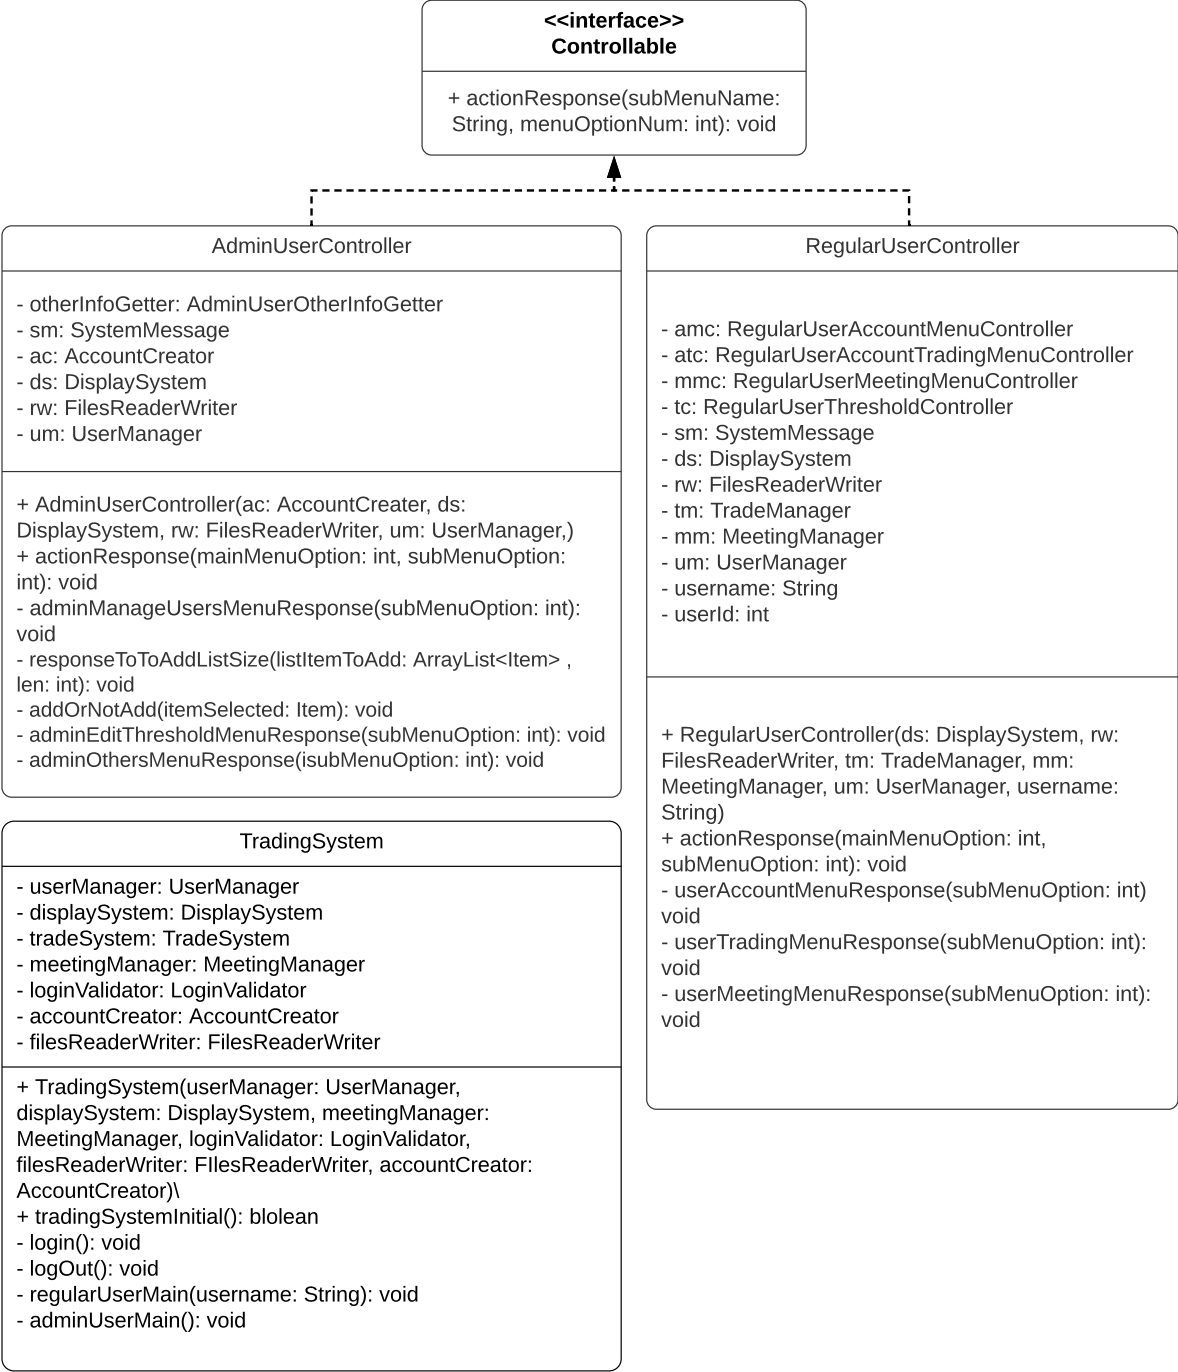 <<interface>>
Controllable
+ actionResponse(subMenuName:
String, menuOptionNum: int): void
AdminUserController
- otherInfoGetter: AdminUserOtherInfoGetter
- sm: SystemMessage
- ac: AccountCreator
- ds: DisplaySystem
- rw: FilesReaderWriter
- um: UserManager
+ AdminUserController(ac: AccountCreater, ds:
DisplaySystem, rw: FilesReaderWriter, um: UserManager,)
+ actionResponse(mainMenuOption: int, subMenuOption:
int): void
- adminManageUsersMenuResponse(subMenuOption: int):
void
- responseToToAddListSize(listItemToAdd: ArrayList<Item> ,
len: int): void
- addOrNotAdd(itemSelected: Item): void
- adminEditThresholdMenuResponse(subMenuOption: int): void
- adminOthersMenuResponse(isubMenuOption: int): void
RegularUserController
- amc: RegularUserAccountMenuController
- atc: RegularUserAccountTradingMenuController
- mmc: RegularUserMeetingMenuController
- tc: RegularUserThresholdController
- sm: SystemMessage
- ds: DisplaySystem
- rw: FilesReaderWriter
- tm: TradeManager
- mm: MeetingManager
- um: UserManager
- username: String
- userId: int
+ RegularUserController(ds: DisplaySystem, rw:
FilesReaderWriter, tm: TradeManager, mm:
MeetingManager, um: UserManager, username:
String)
+ actionResponse(mainMenuOption: int,
subMenuOption: int): void
- userAccountMenuResponse(subMenuOption: int)
void
- userTradingMenuResponse(subMenuOption: int):
void
- userMeetingMenuResponse(subMenuOption: int):
void
TradingSystem
- userManager: UserManager
- displaySystem: DisplaySystem
- tradeSystem: TradeSystem
- meetingManager: MeetingManager
- loginValidator: LoginValidator
- accountCreator: AccountCreator
- filesReaderWriter: FilesReaderWriter
+ TradingSystem(userManager: UserManager,
displaySystem: DisplaySystem, meetingManager:
MeetingManager, loginValidator: LoginValidator,
filesReaderWriter: FIlesReaderWriter, accountCreator:
AccountCreator)\
+ tradingSystemInitial(): blolean
- login(): void
- logOut(): void
- regularUserMain(username: String): void
- adminUserMain(): void